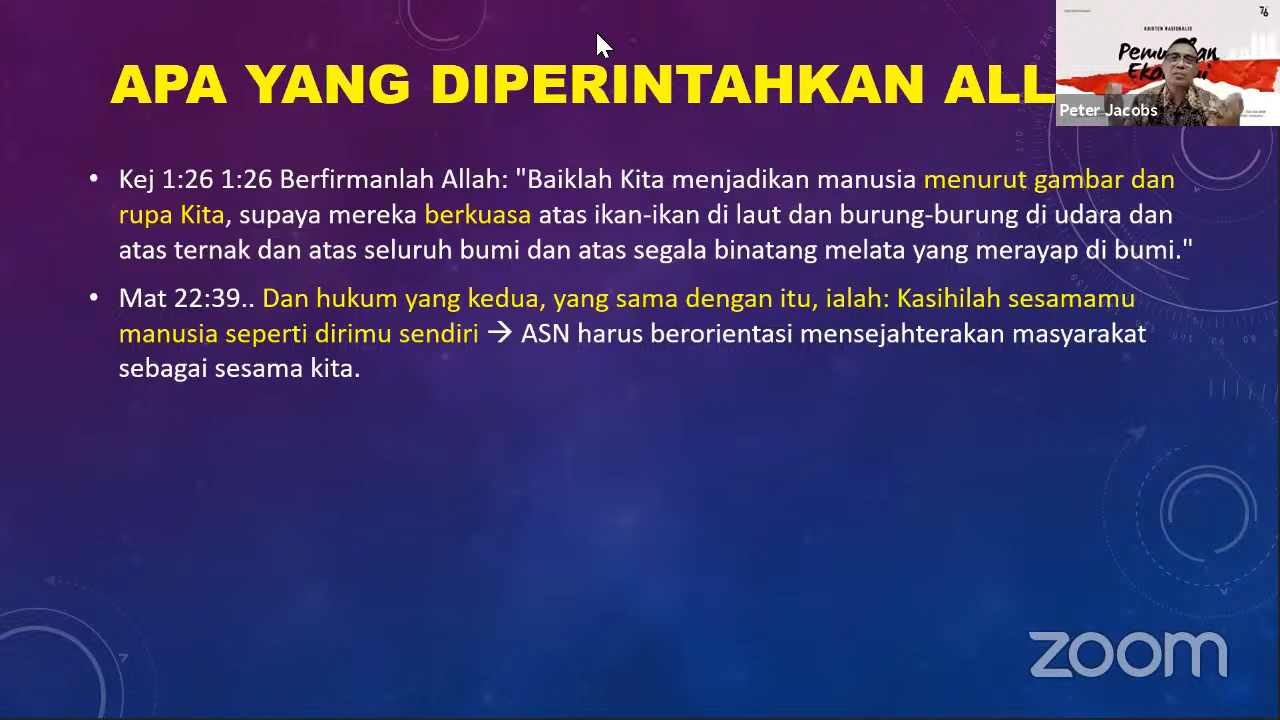 APA YANG DIPERINTAHKAN ALL
76
KRISTEN NASIONALIS
Peter Jacobs
• Kej 1:26 1:26 Berfirmanlah Allah: "Baiklah Kita menjadikan manusia menurut gambar dan
rupa Kita, supaya mereka berkuasa atas ikan-ikan di laut dan burung-burung di udara dan
atas ternak dan atas seluruh bumi dan atas segala binatang melata yang merayap di bumi."
• Mat 22:39.. Dan hukum yang kedua, yang sama dengan itu, ialah: Kasihilah sesamamu
manusia seperti dirimu sendiri → ASN harus berorientasi mensejahterakan masyarakat
sebagai sesama kita.
zoom